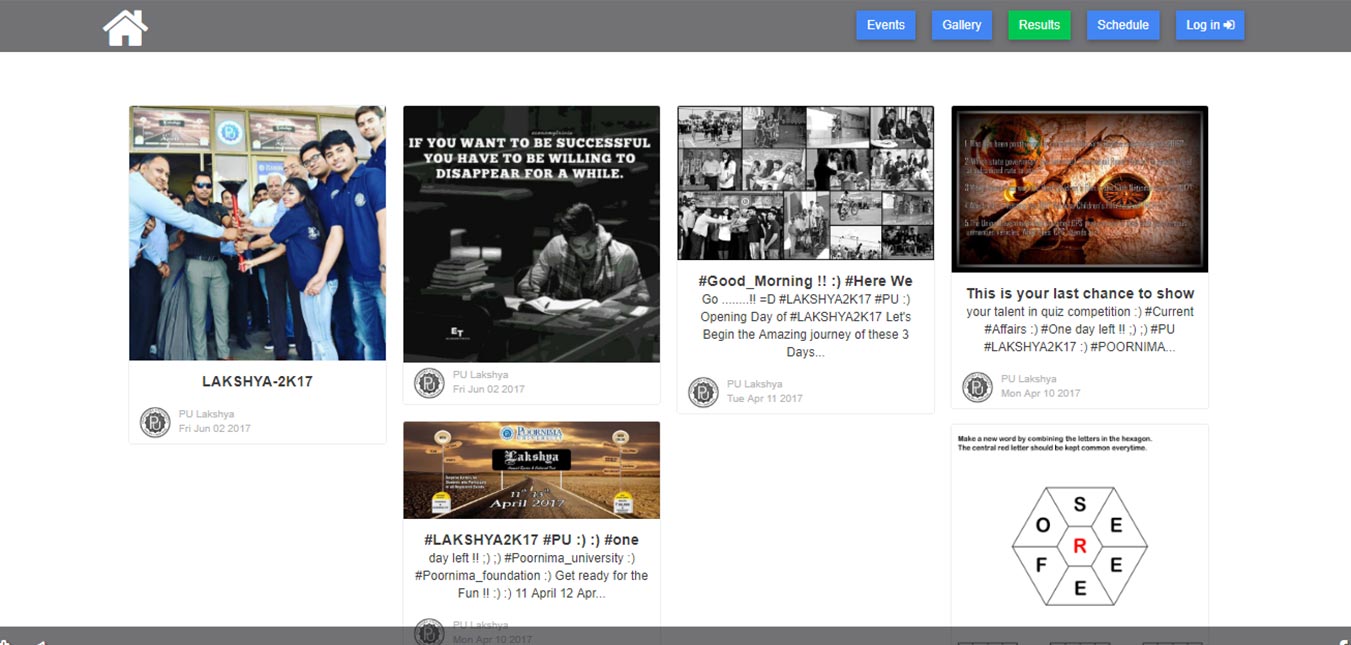 Events
Gallery
Results
Schedule
Log in
LAKSHYA-2K17
PU Lakshya
Fri Jun 02 2017
IF YOU WANT TO BE SUCCESSFUL
YOU HAVE TO BE WILLING TO
DISAPPEAR FOR A WHILE.
ET
PU Lakshya
Fri Jun 02 2017
POORNIMA
UNIVERSITY
Lakshya
11th 13th
April 2017
#LAKSHYA2K17 #PU :) :) #one
day left !! ;) ;) #Poornima_university :)
#Poornima_foundation :) Get ready for the
Fun !! :) :) 11 April 12 Apr...
PU Lakshya
Mon Apr 10 2017
#Good_Morning !! :) #Here We
Go ........!! =D #LAKSHYA2K17 #PU :)
Opening Day of #LAKSHYA2K17 Let's
Begin the Amazing journey of these 3
Days...
PU Lakshya
Tue Apr 11 2017
This is your last chance to show
your talent in quiz competition :) #Current
#Affairs :) #One day left !! ;) ;) #PU
#LAKSHYA2K17 :) #POORNIMA...
PU Lakshya
Mon Apr 10 2017
Make a new word by combining the letters in the hexagon.
The central red letter should be kept common everytime.
S
O E
R
F E
E